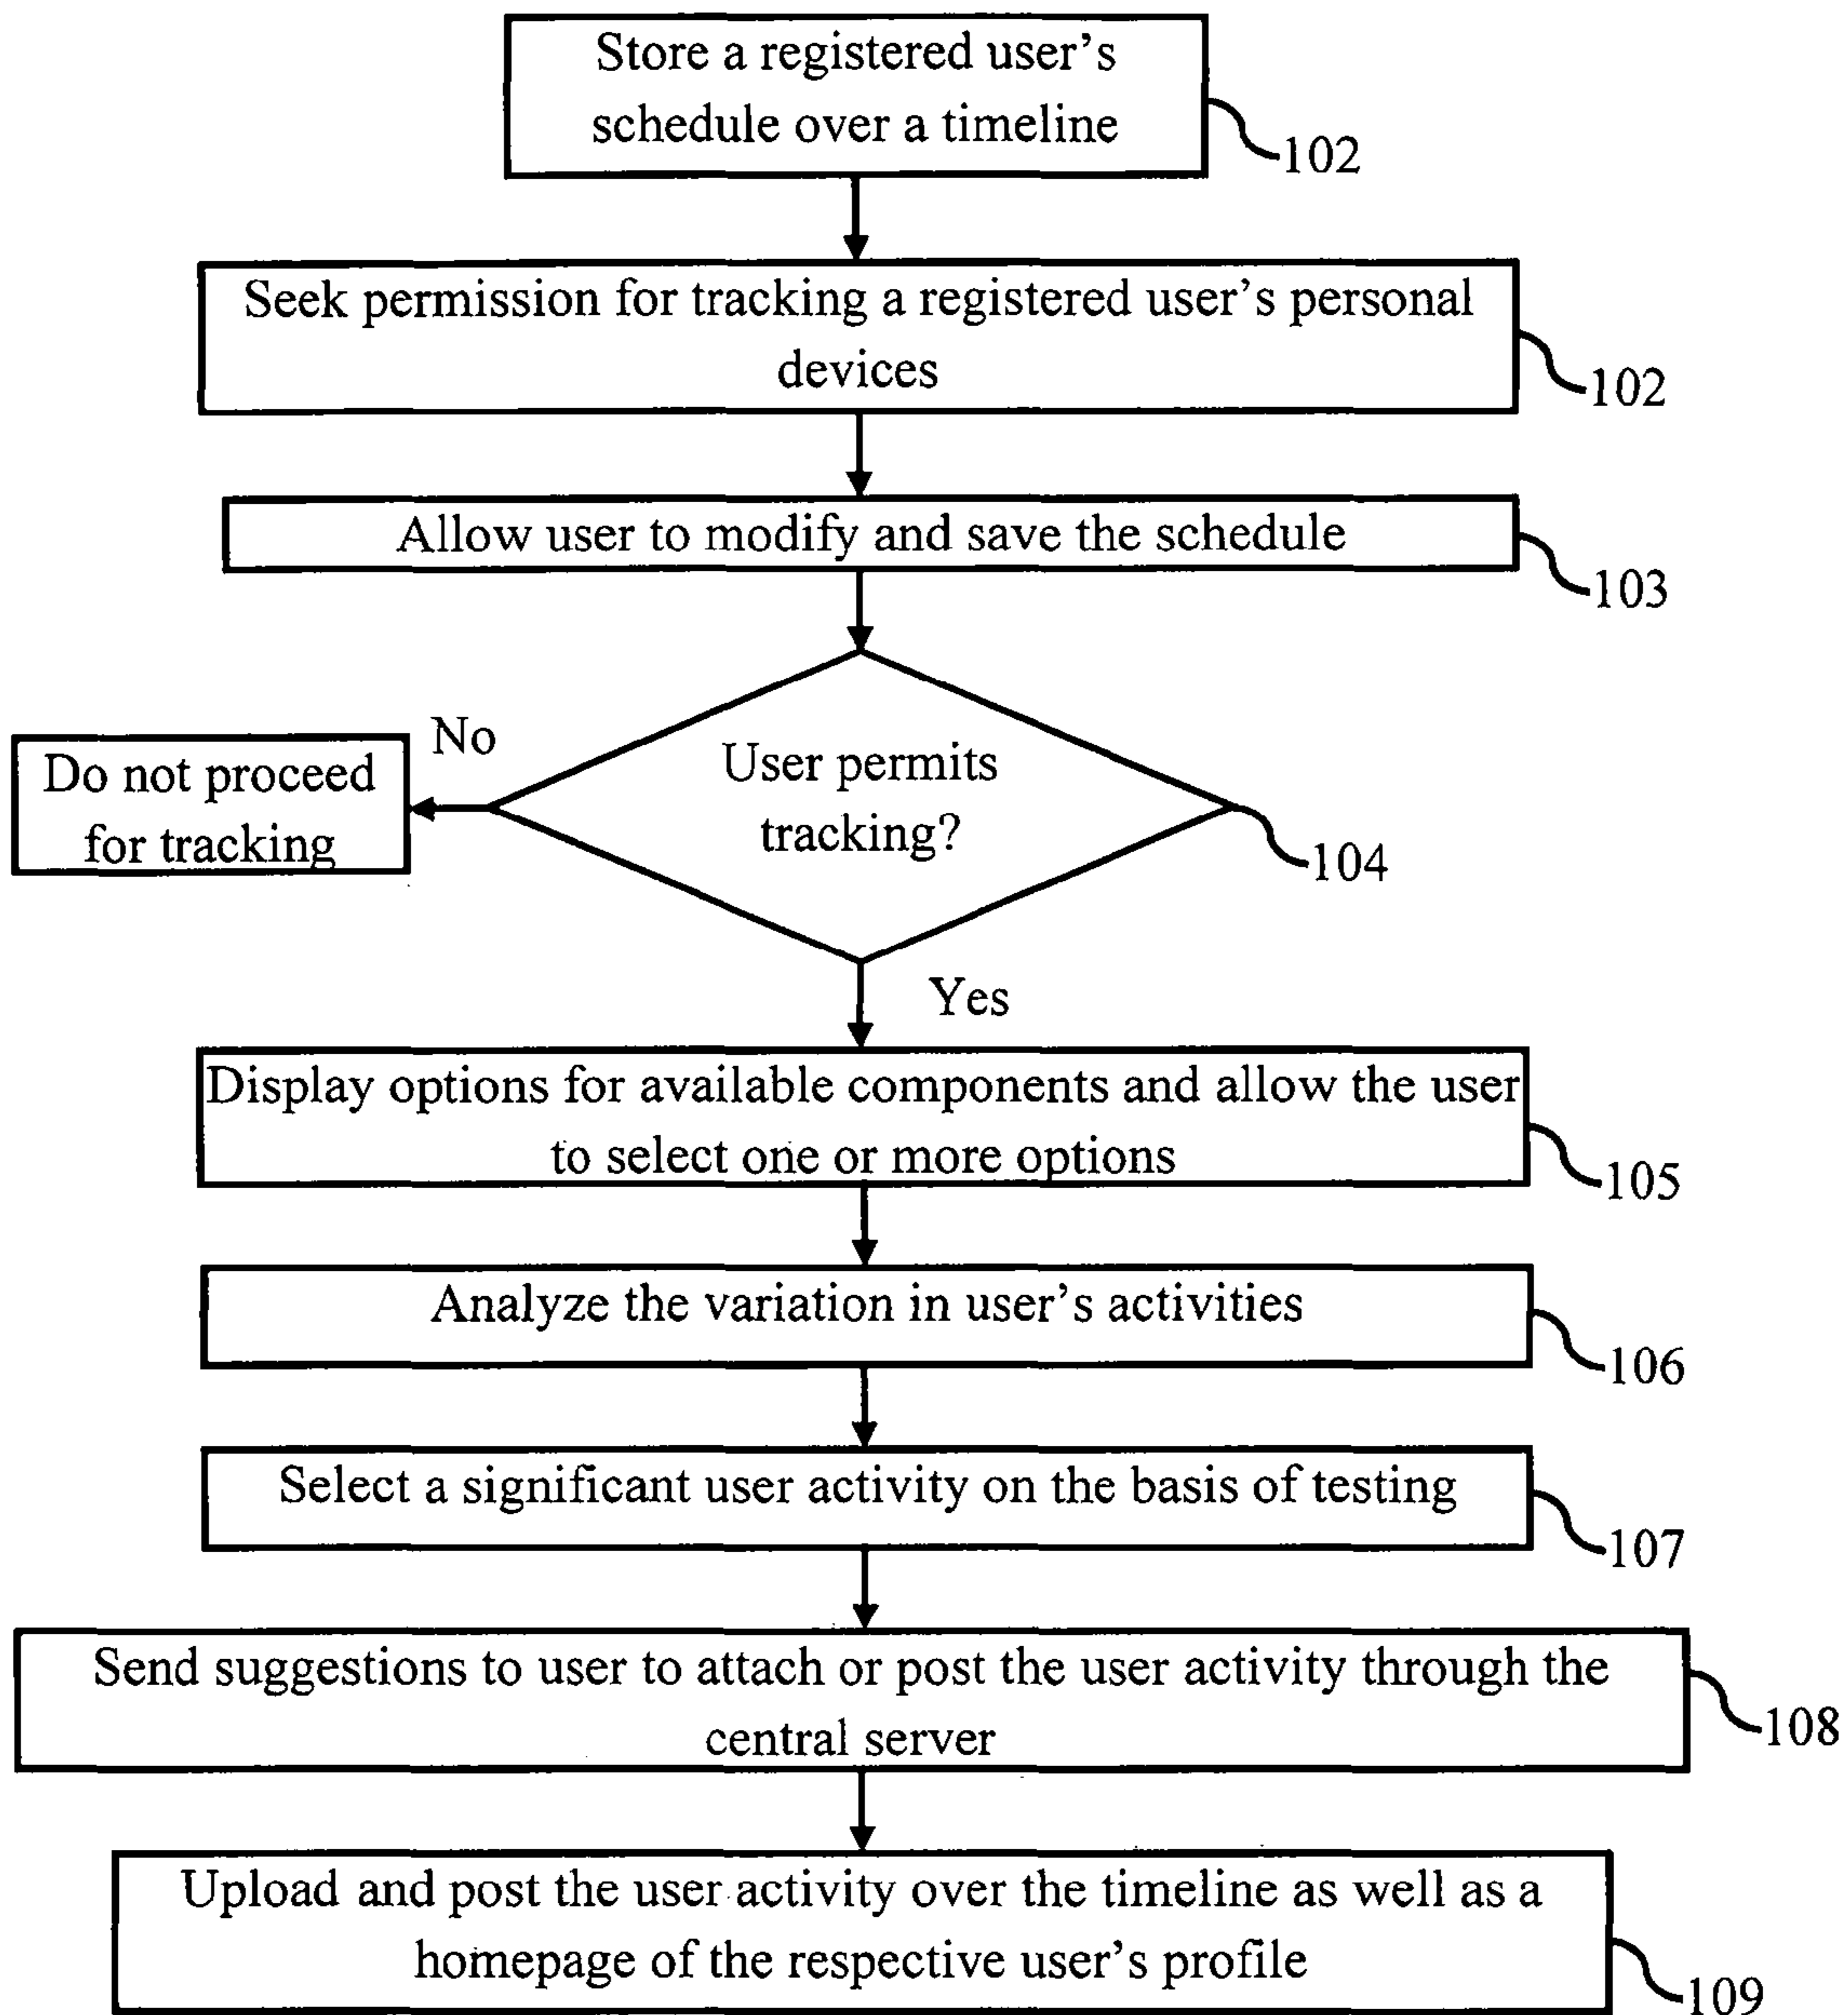 Store a registered user's
schedule over a timeline
102
Seek permission for tracking a registered user's personal
devices
102
Allow user to modify and save the schedule
103
No
Do not proceed
for tracking
User permits
tracking?
104
Yes
Display options for available components and allow the user
to select one or more options
105
Analyze the variation in user's activities
106
Select a significant user activity on the basis of testing
107
Send suggestions to user to attach or post the user activity through the
central server
108
Upload and post the user activity over the timeline as well as a
homepage of the respective user's profile
109